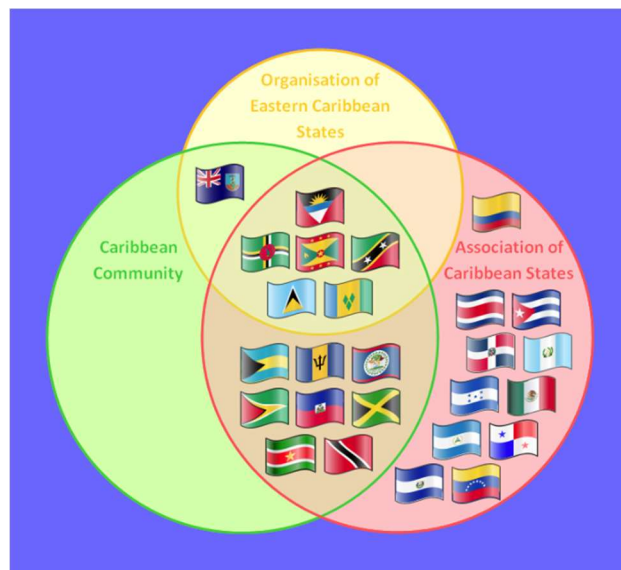 Organisation of
Eastern Caribbean
States
Caribbean
Community
Association of
Caribbean States